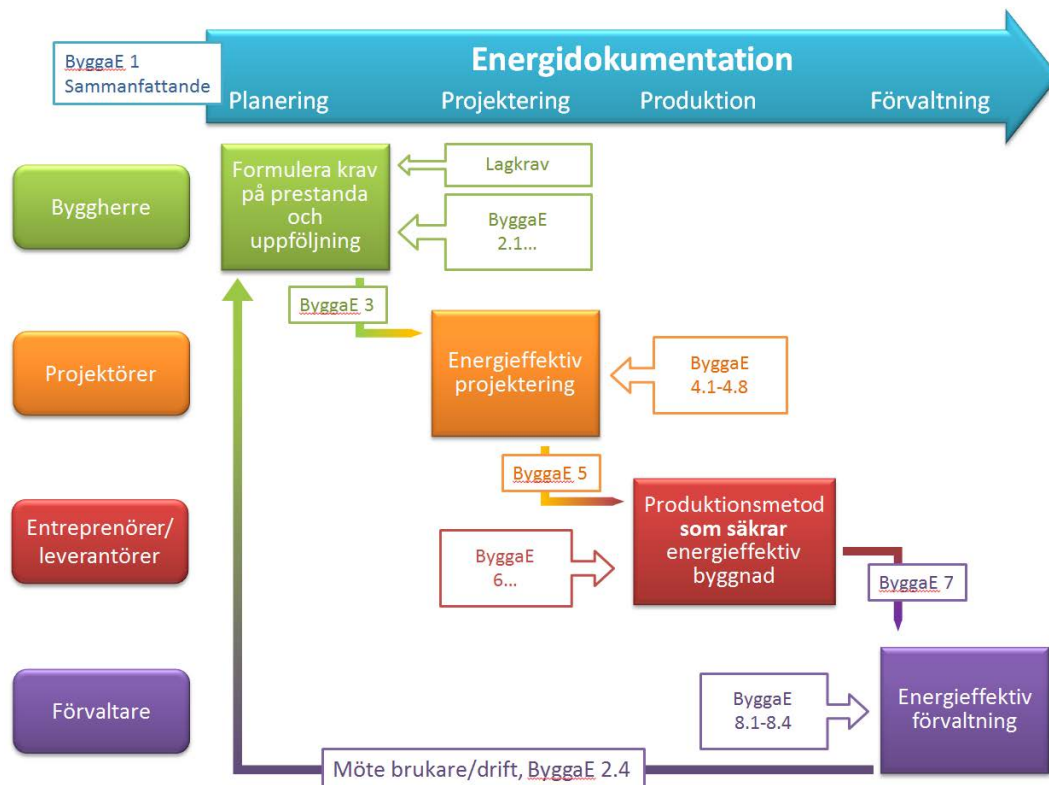 Energidokumentation
ByggaE 1
Sammanfattande
Planering
Projektering
Produktion
Förvaltning
Byggherre
Formulera krav
på prestanda
och
uppföljning
Lagkrav
ByggaE
2.1...
ByggaE 3
Projektörer
Energieffektiv
projektering
ByggaE
4.1-4.8
ByggaE 5
Entreprenörer/
leverantörer
ByggaE
6...
Produktionsmetod
som säkrar
energieffektiv
byggnad
ByggaE 7
Förvaltare
ByggaE
8.1-8.4
Energieffektiv
förvaltning
Möte brukare/drift, ByggaE 2.4